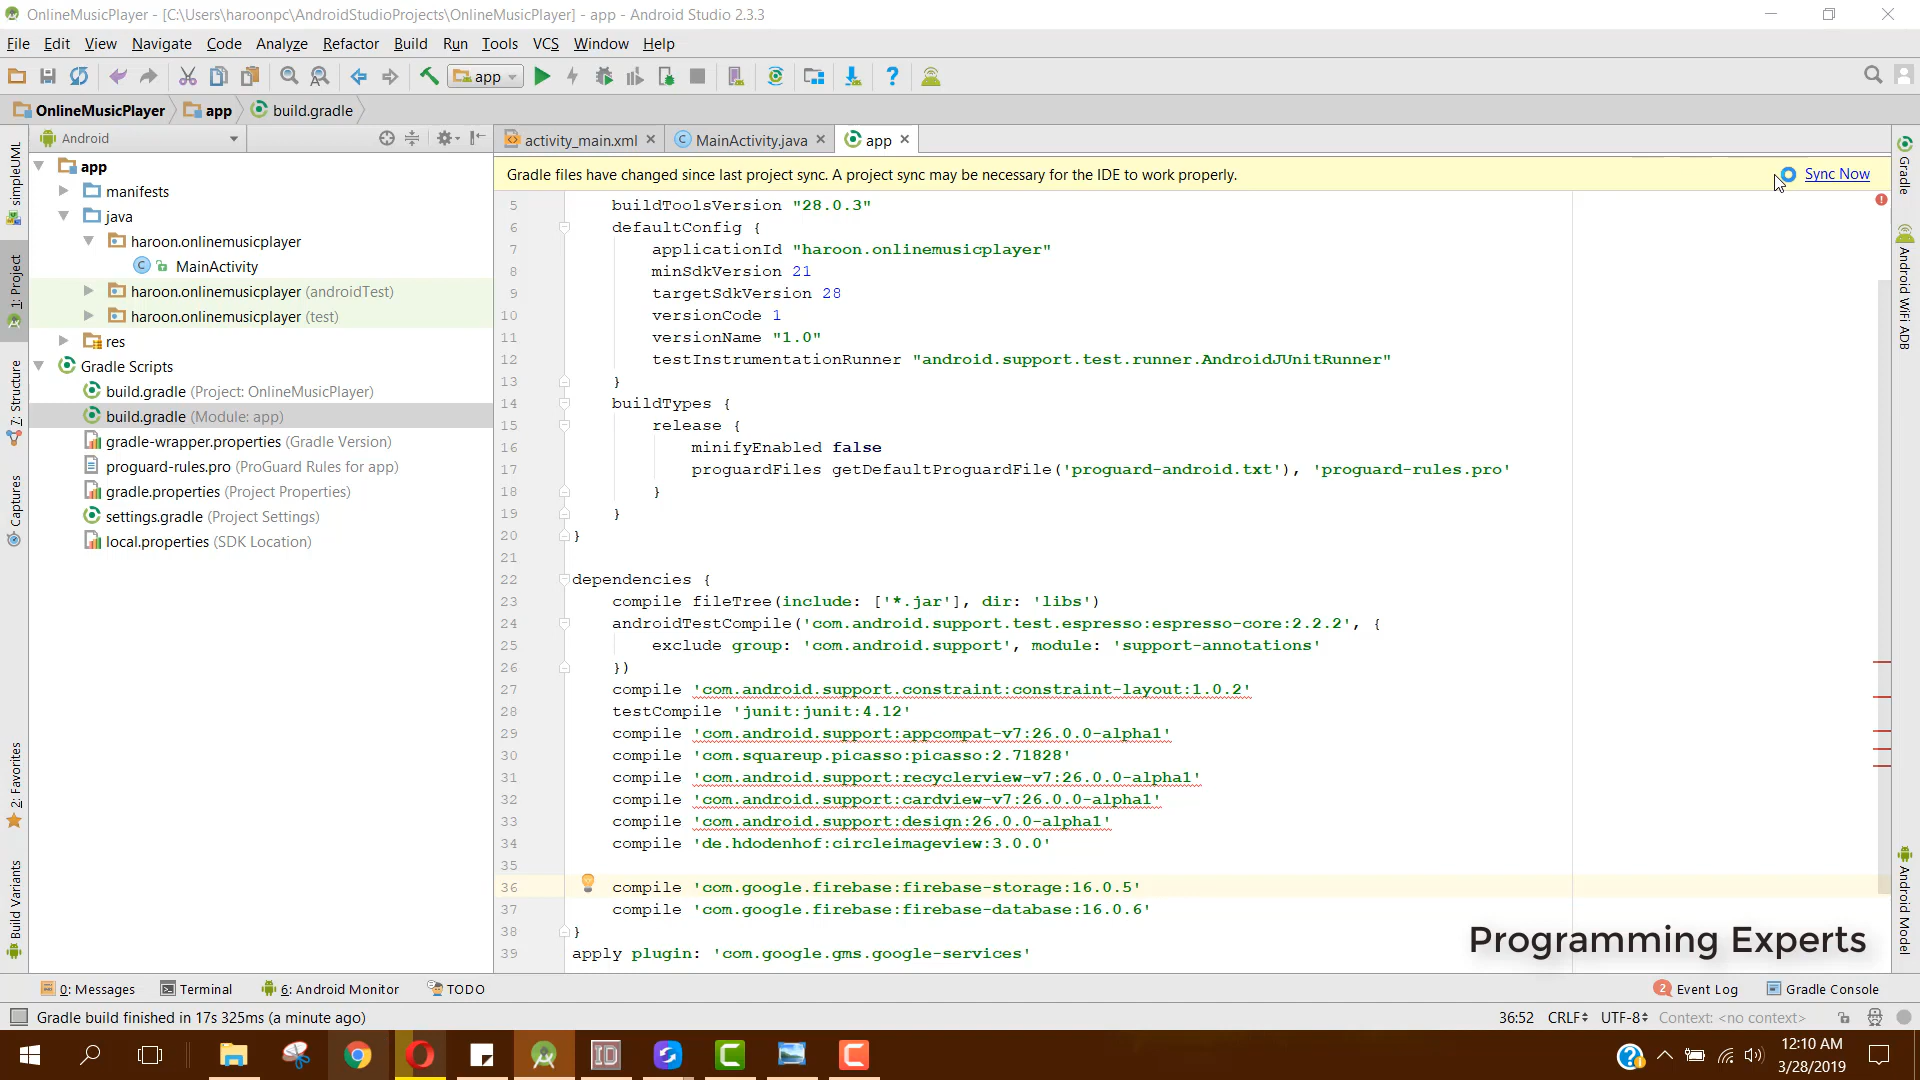 OnlineMusicPlayer - [C:\Users\haroonpc\AndroidStudioProjects\OnlineMusicPlayer] - app - Android Studio 2.3.3
File Edit View Navigate Code Analyze Refactor Build Run Tools VCS Window Help
app
OnlineMusicPlayer app build.gradle
Android
activity_main.xml MainActivity.java app
Gradle files have changed since last project sync. A project sync may be necessary for the IDE to work properly.
Sync Now
simpleUML
1: Project
7: Structure
Captures
2: Favorites
Build Variants
app
manifests
java
haroon.onlinemusicplayer
MainActivity
haroon.onlinemusicplayer (androidTest)
haroon.onlinemusicplayer (test)
res
Gradle Scripts
build.gradle (Project: OnlineMusicPlayer)
build.gradle (Module: app)
gradle-wrapper.properties (Gradle Version)
proguard-rules.pro (ProGuard Rules for app)
gradle.properties (Project Properties)
settings.gradle (Project Settings)
local.properties (SDK Location)
5 buildToolsVersion "28.0.3"
6 defaultConfig {
7 applicationId "haroon.onlinemusicplayer"
8 minSdkVersion 21
9 targetSdkVersion 28
10 versionCode 1
11 versionName "1.0"
12 testInstrumentationRunner "android.support.test.runner.AndroidJUnitRunner"
13 }
14 buildTypes {
15 release {
16 minifyEnabled false
17 proguardFiles getDefaultProguardFile('proguard-android.txt'), 'proguard-rules.pro'
18 }
19 }
20 }
21
22 dependencies {
23 compile fileTree(include: ['*.jar'], dir: 'libs')
24 androidTestCompile('com.android.support.test.espresso:espresso-core:2.2.2', {
25 exclude group: 'com.android.support', module: 'support-annotations'
26 })
27 compile 'com.android.support.constraint:constraint-layout:1.0.2'
28 testCompile 'junit:junit:4.12'
29 compile 'com.android.support:appcompat-v7:26.0.0-alpha1'
30 compile 'com.squareup.picasso:picasso:2.71828'
31 compile 'com.android.support:recyclerview-v7:26.0.0-alpha1'
32 compile 'com.android.support:cardview-v7:26.0.0-alpha1'
33 compile 'com.android.support:design:26.0.0-alpha1'
34 compile 'de.hdodenhof:circleimageview:3.0.0'
35
36 compile 'com.google.firebase:firebase-storage:16.0.5'
37 compile 'com.google.firebase:firebase-database:16.0.6'
38 }
39 apply plugin: 'com.google.gms.google-services'
Gradle
Android WiFi ADB
Android Model
Programming Experts
0: Messages Terminal 6: Android Monitor TODO 2 Event Log Gradle Console
Gradle build finished in 17s 325ms (a minute ago) 36:52 CRLF UTF-8 Context: <no context>
12:10 AM
3/28/2019